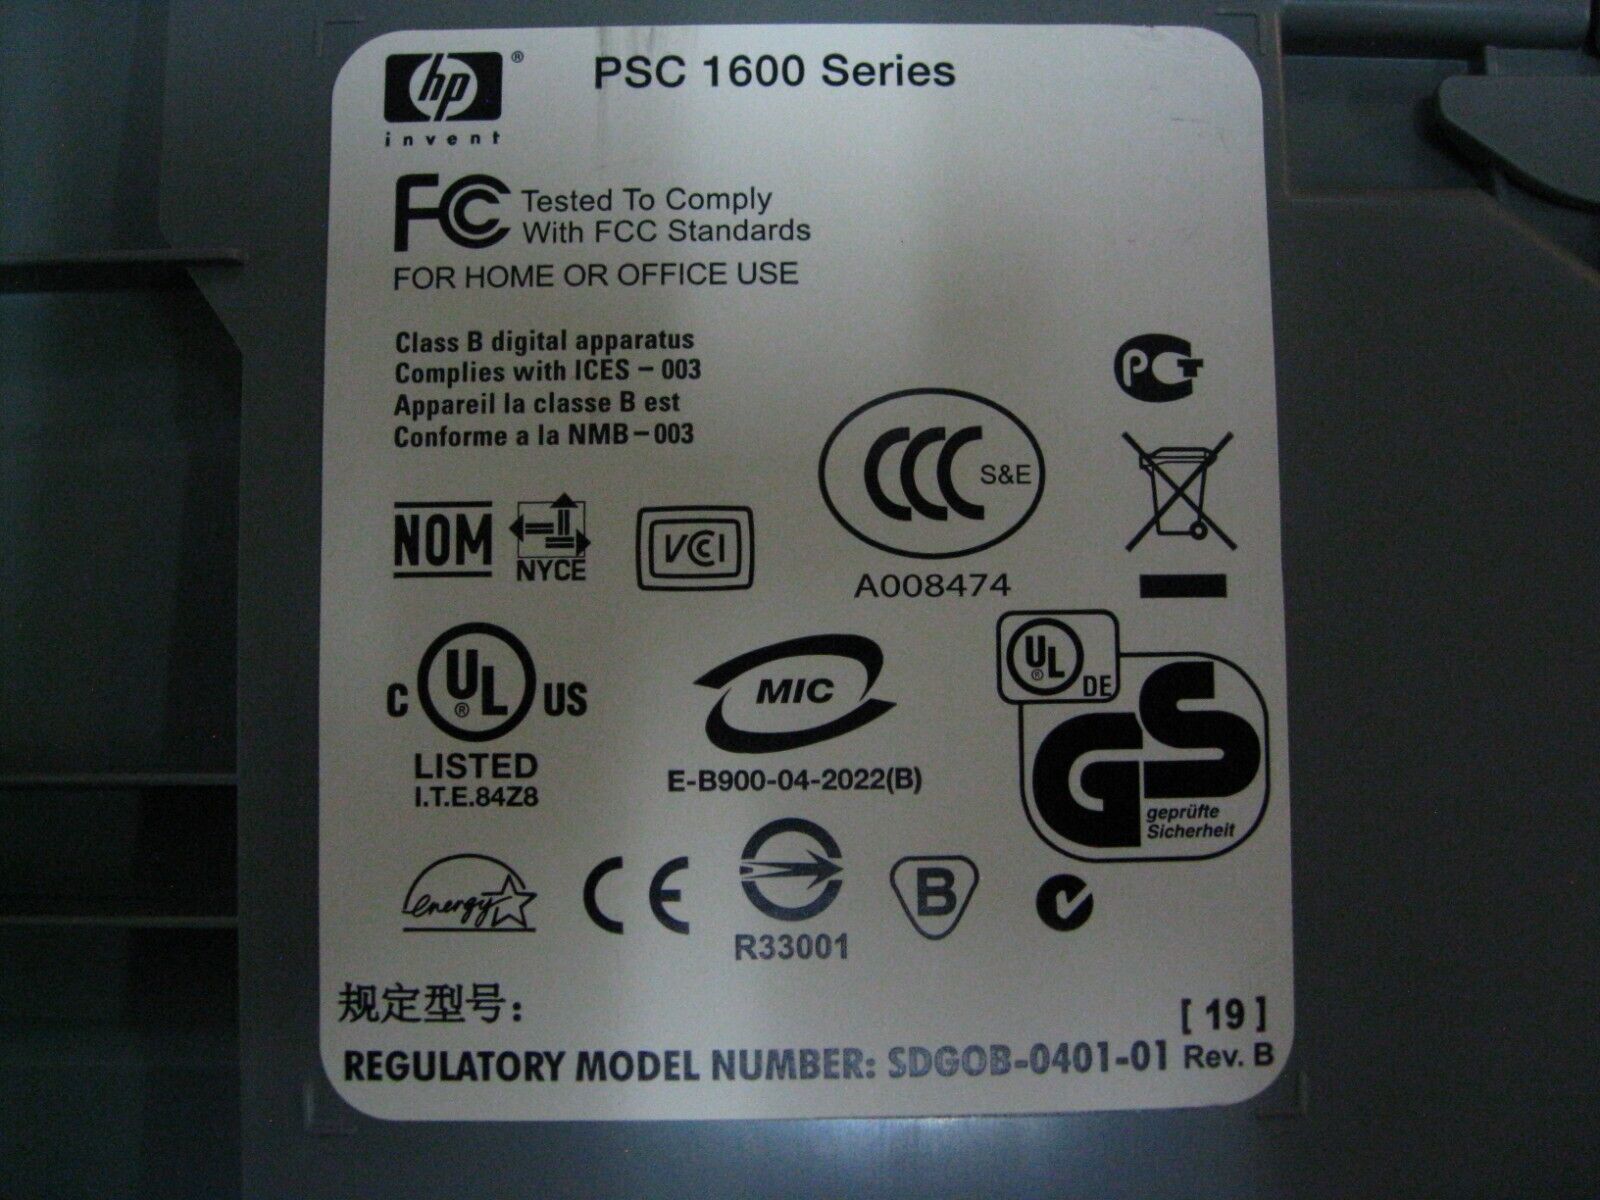 hp ®
invent
PSC 1600 Series
FC Tested To Comply
With FCC Standards
FOR HOME OR OFFICE USE
Class B digital apparatus
Complies with ICES – 003
Appareil la classe B est
Conforme a la NMB – 003
PCT
NOM
NYCE
VCI
CCC S&E
A008474
C UL ® US
LISTED
I.T.E.84Z8
MIC
E-B900-04-2022(B)
UL ® DE
GS
geprüfte
Sicherheit
energy
CE
R33001
B
规定型号：
[ 19 ]
REGULATORY MODEL NUMBER: SDGOB-0401-01 Rev. B